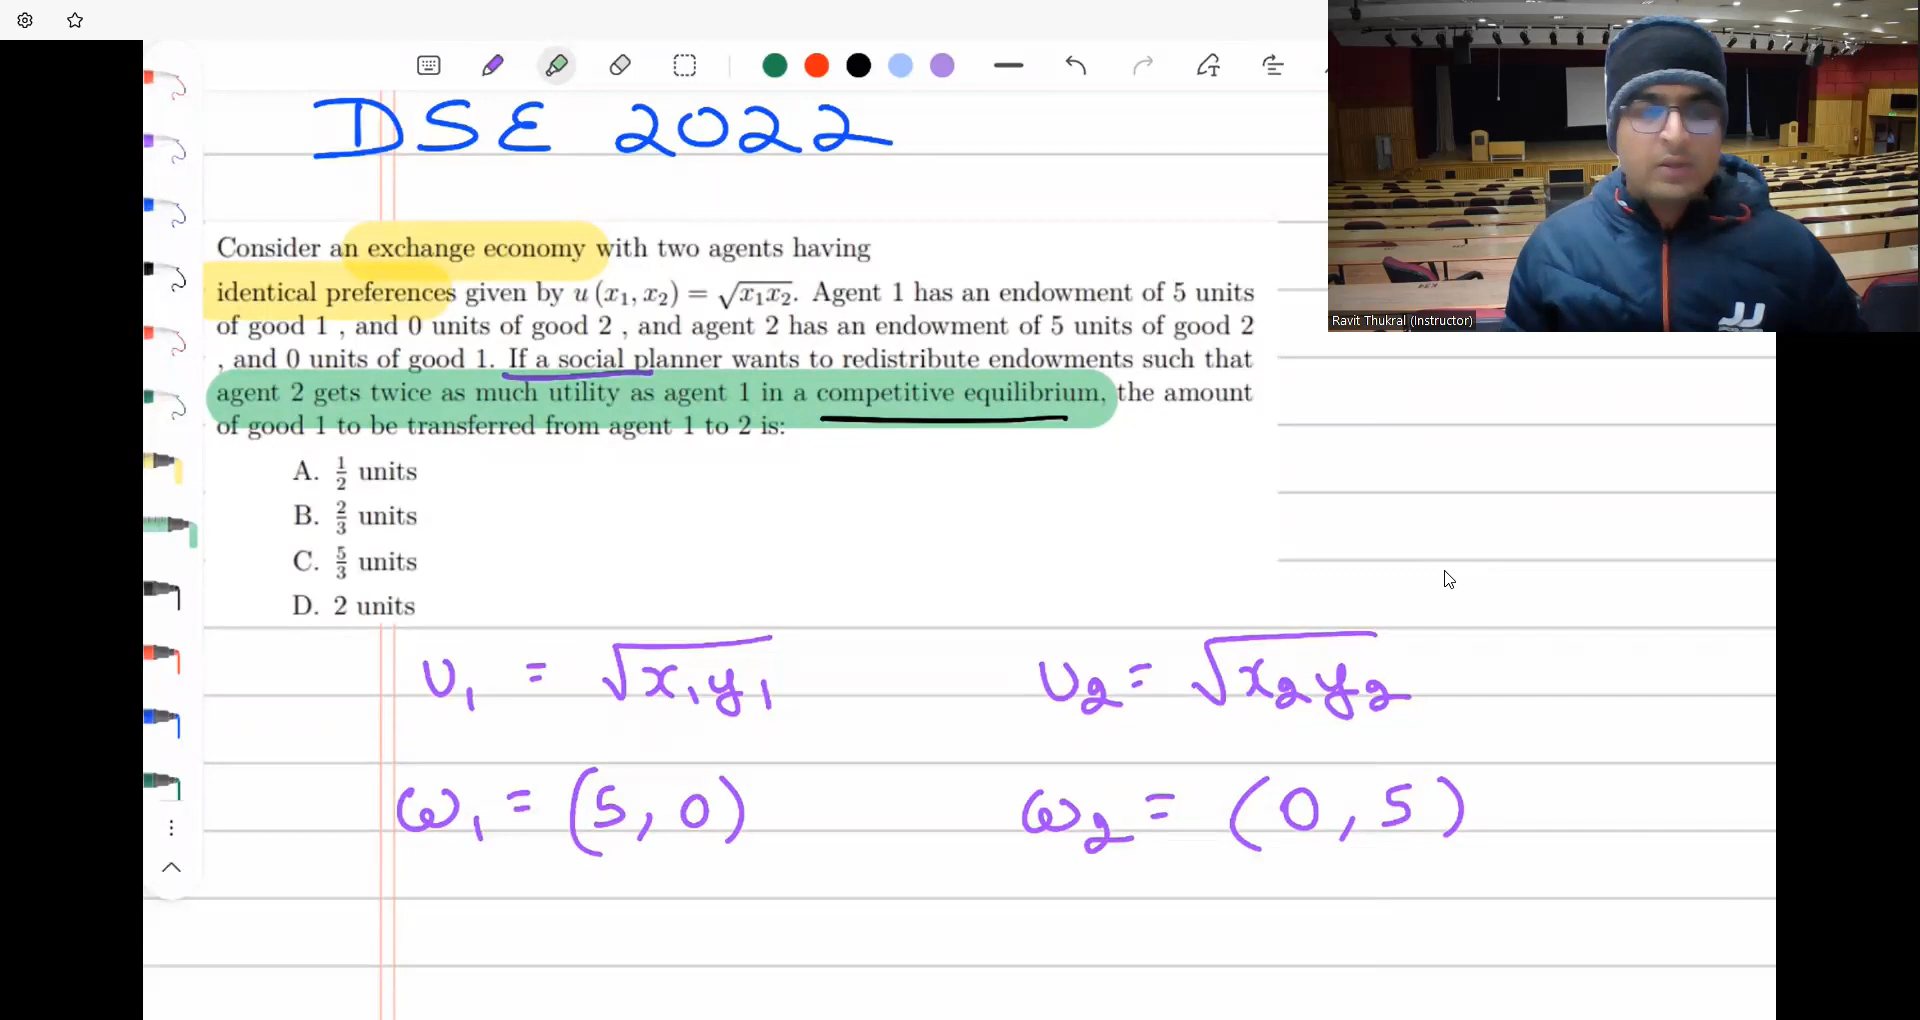 DSE 2022
Consider an exchange economy with two agents having
identical preferences given by u (x₁, x₂) = √x₁x₂. Agent 1 has an endowment of 5 units
of good 1 , and 0 units of good 2 , and agent 2 has an endowment of 5 units of good 2
, and 0 units of good 1. If a social planner wants to redistribute endowments such that
agent 2 gets twice as much utility as agent 1 in a competitive equilibrium, the amount
of good 1 to be transferred from agent 1 to 2 is:
A. 1/2 units
B. 2/3 units
C. 5/3 units
D. 2 units
U₁ = √x₁y₁
U₂ = √x₂y₂
ω₁ = (5, 0)
ω₂ = (0, 5)
Ravit Thukral (Instructor)